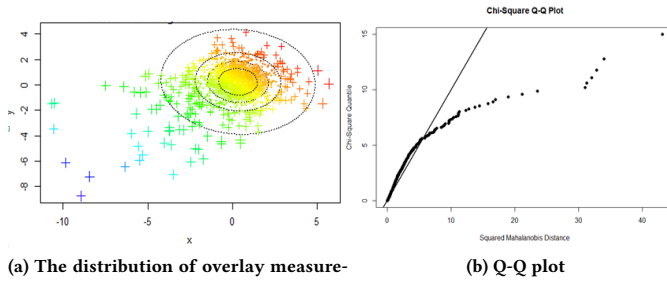 4
2
0
-2
-4
-6
-8
y
-10
-5
0
5
x
(a) The distribution of overlay measure-
Chi-Square Q-Q Plot
15
10
5
0
Chi-Square Quantile
0
10
20
30
40
Squared Mahalanobis Distance
(b) Q-Q plot